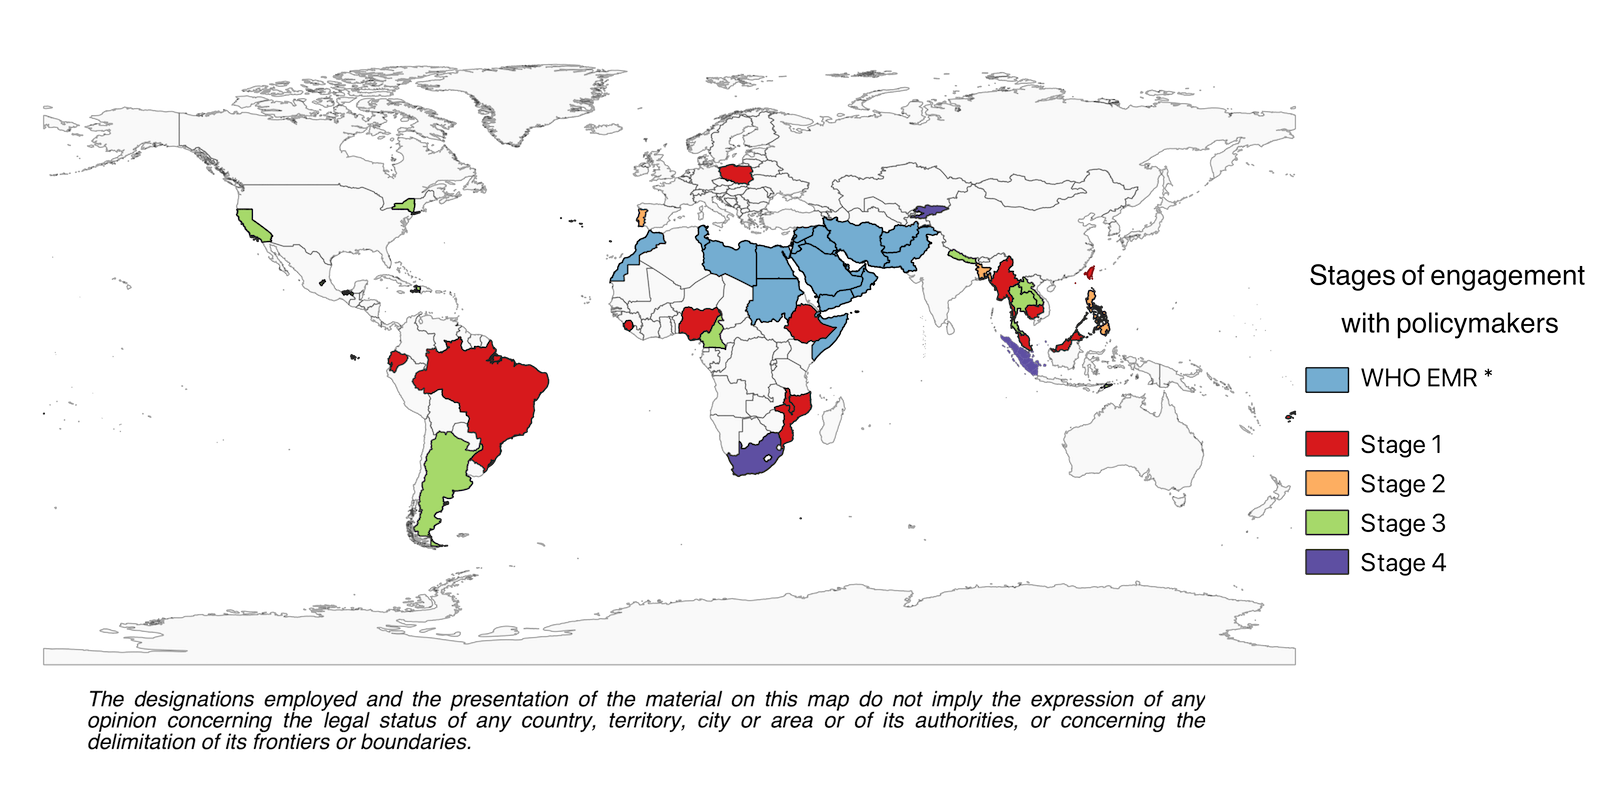 Stages of engagement
with policymakers
WHO EMR *
Stage 1
Stage 2
Stage 3
Stage 4
The designations employed and the presentation of the material on this map do not imply the expression of any
opinion concerning the legal status of any country, territory, city or area or of its authorities, or concerning the
delimitation of its frontiers or boundaries.